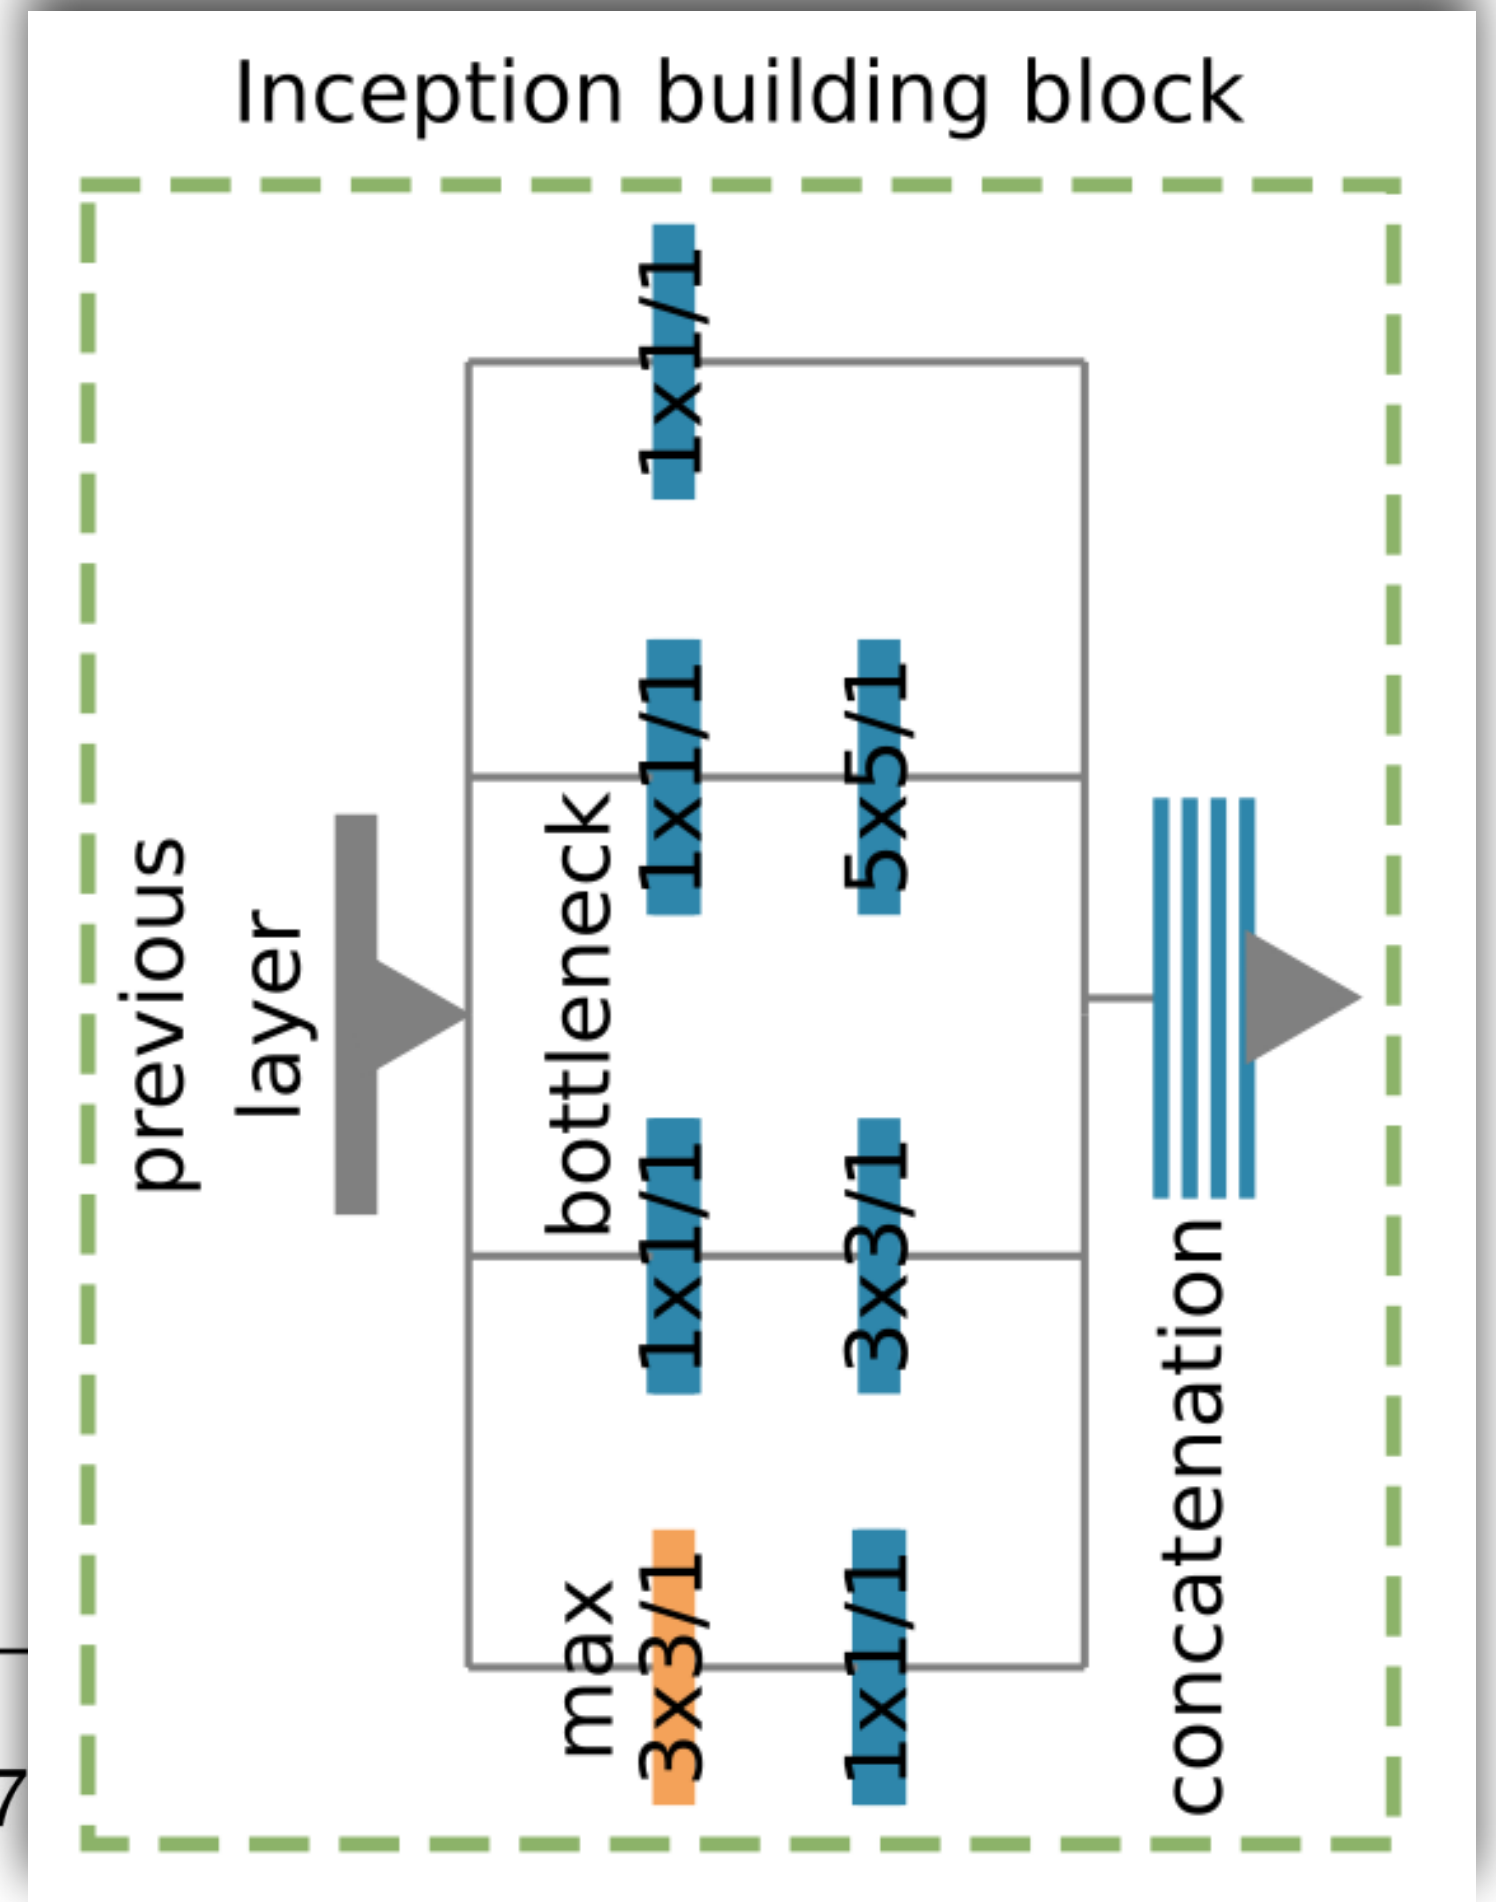 Inception building block
1x1/1
1x1/1
5x5/1
previous
layer
bottleneck
1x1/1
3x3/1
concatenation
max
3x3/1
1x1/1
7